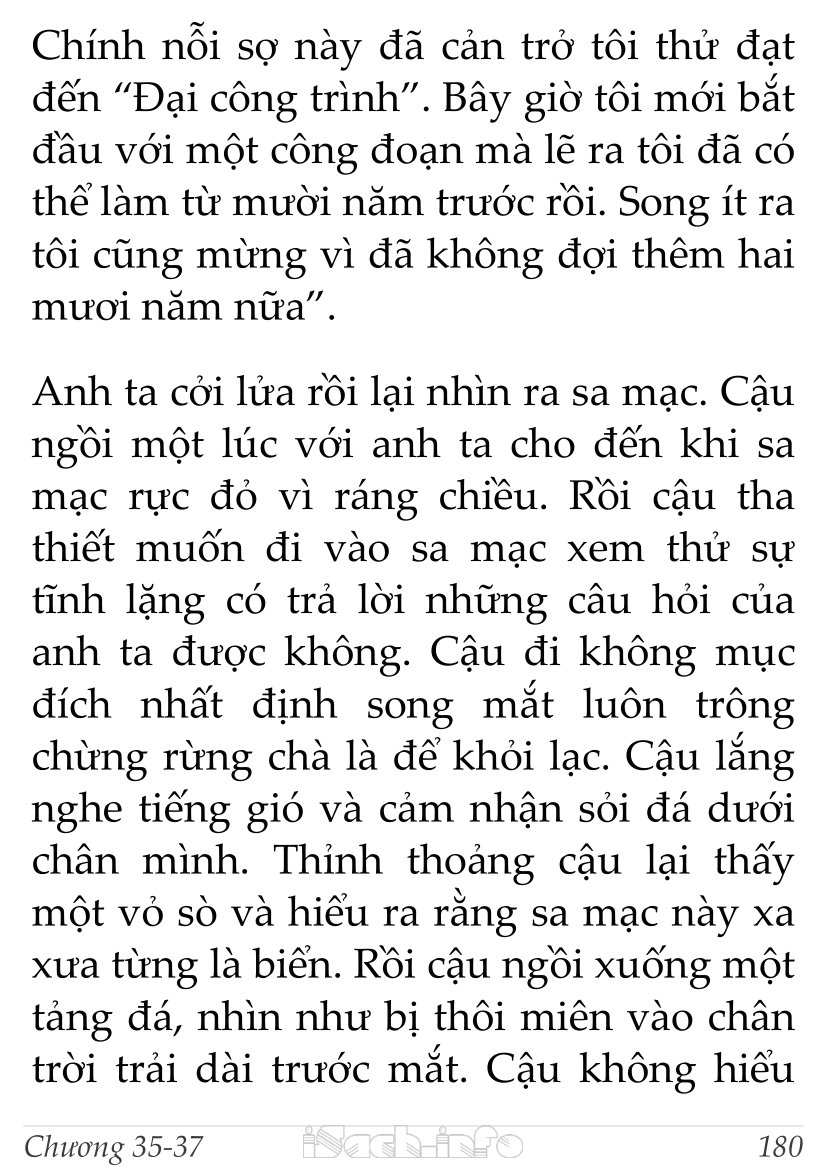 Chính nỗi sợ này đã cản trở tôi thử đạt
đến “Đại công trình”. Bây giờ tôi mới bắt
đầu với một công đoạn mà lẽ ra tôi đã có
thể làm từ mười năm trước rồi. Song ít ra
tôi cũng mừng vì đã không đợi thêm hai
mươi năm nữa”.
Anh ta cởi lửa rồi lại nhìn ra sa mạc. Cậu
ngồi một lúc với anh ta cho đến khi sa
mạc rực đỏ vì ráng chiều. Rồi cậu tha
thiết muốn đi vào sa mạc xem thử sự
tĩnh lặng có trả lời những câu hỏi của
anh ta được không. Cậu đi không mục
đích nhất định song mắt luôn trông
chừng rừng chà là để khỏi lạc. Cậu lắng
nghe tiếng gió và cảm nhận sỏi đá dưới
chân mình. Thỉnh thoảng cậu lại thấy
một vỏ sò và hiểu ra rằng sa mạc này xa
xưa từng là biển. Rồi cậu ngồi xuống một
tảng đá, nhìn như bị thôi miên vào chân
trời trải dài trước mắt. Cậu không hiểu
Chương 35-37 iSach.info 180